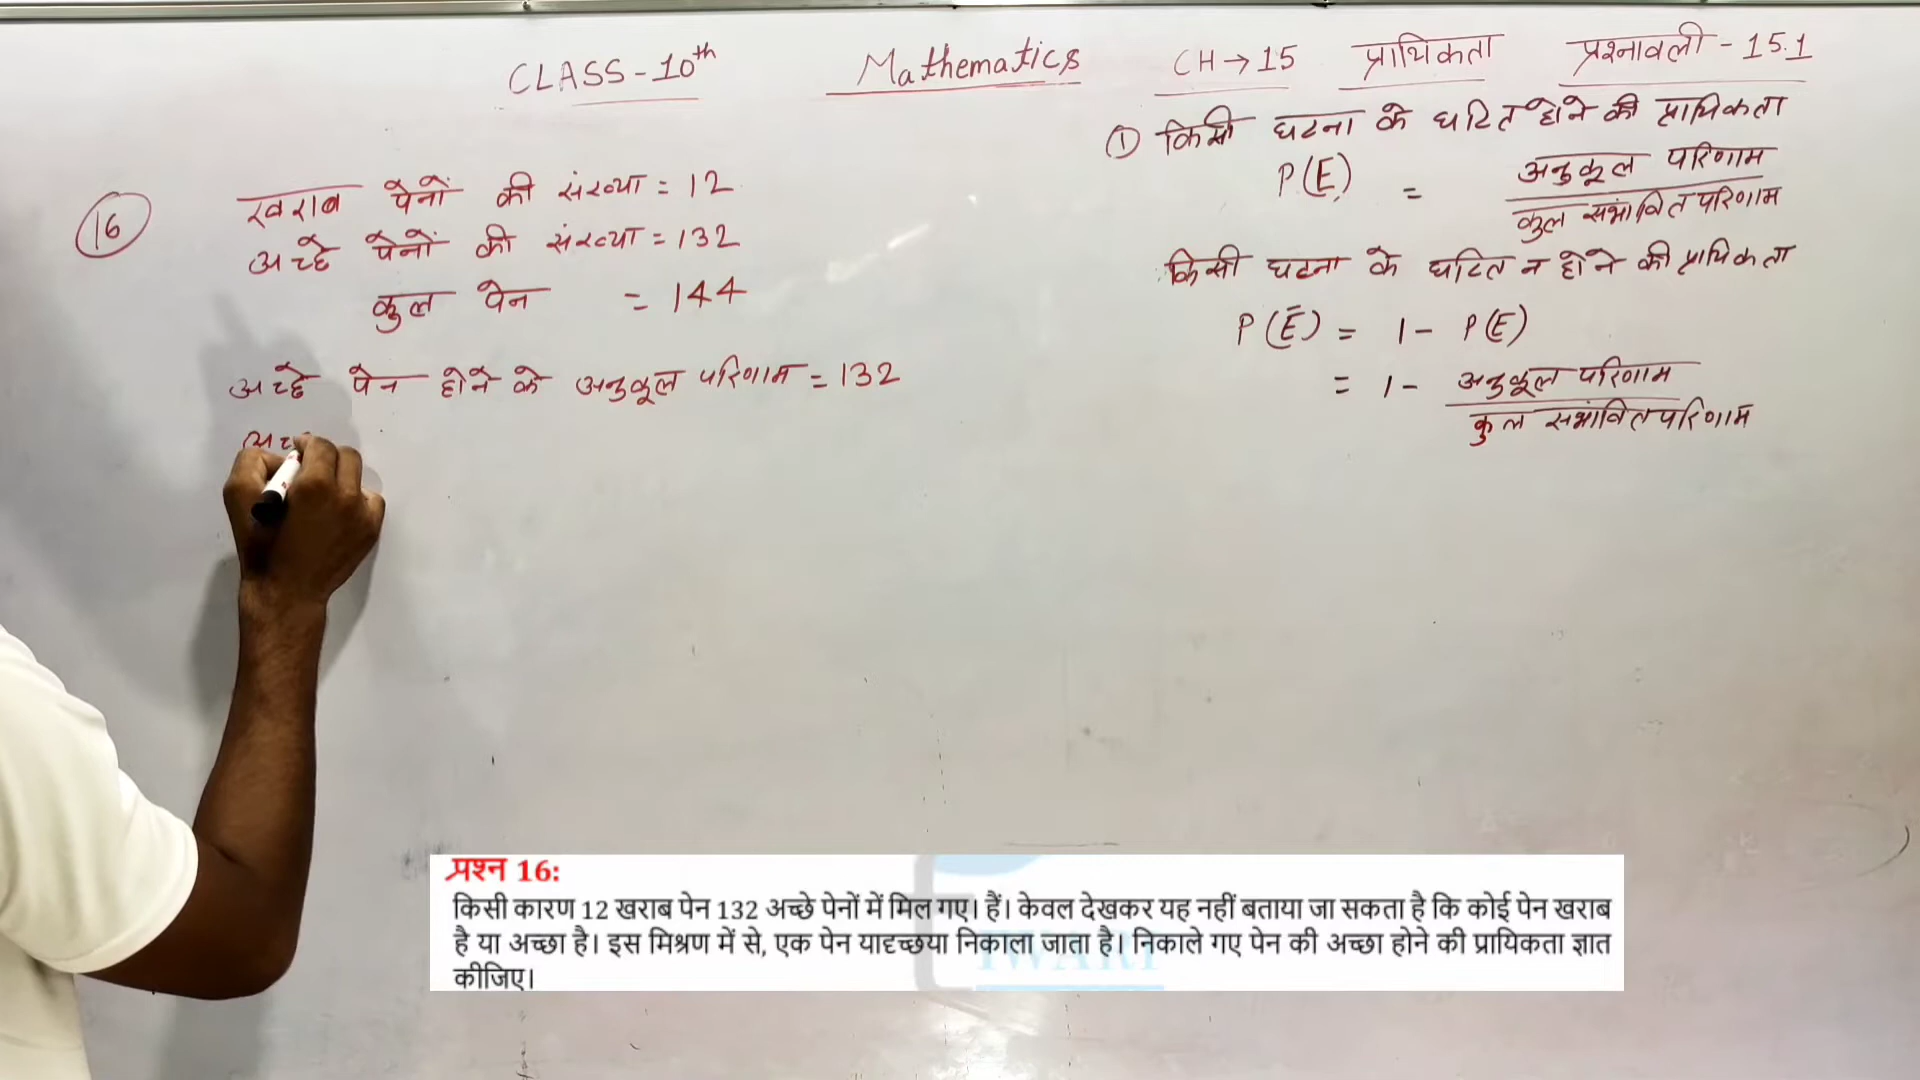 CLASS-10th Mathematics CH→15 प्रायिकता प्रश्नावली-15.1
① किसी घटना के घटित होने की प्रायिकता
P(E) = अनुकूल परिणाम / कुल सभांवित परिणाम
किसी घटना के घटित न होने की प्रायिकता
P(Ē) = 1 - P(E)
= 1 - अनुकूल परिणाम / कुल सभांवित परिणाम
16 खराब पेनों की संख्या = 12
अच्छे पेनों की संख्या = 132
कुल पेन = 144
अच्छे पेन होने के अनुकूल परिणाम = 132
प्रश्न 16:
किसी कारण 12 खराब पेन 132 अच्छे पेनों में मिल गए। हैं। केवल देखकर यह नहीं बताया जा सकता है कि कोई पेन खराब
है या अच्छा है। इस मिश्रण में से, एक पेन यादृच्छया निकाला जाता है। निकाले गए पेन की अच्छा होने की प्रायिकता ज्ञात
कीजिए।